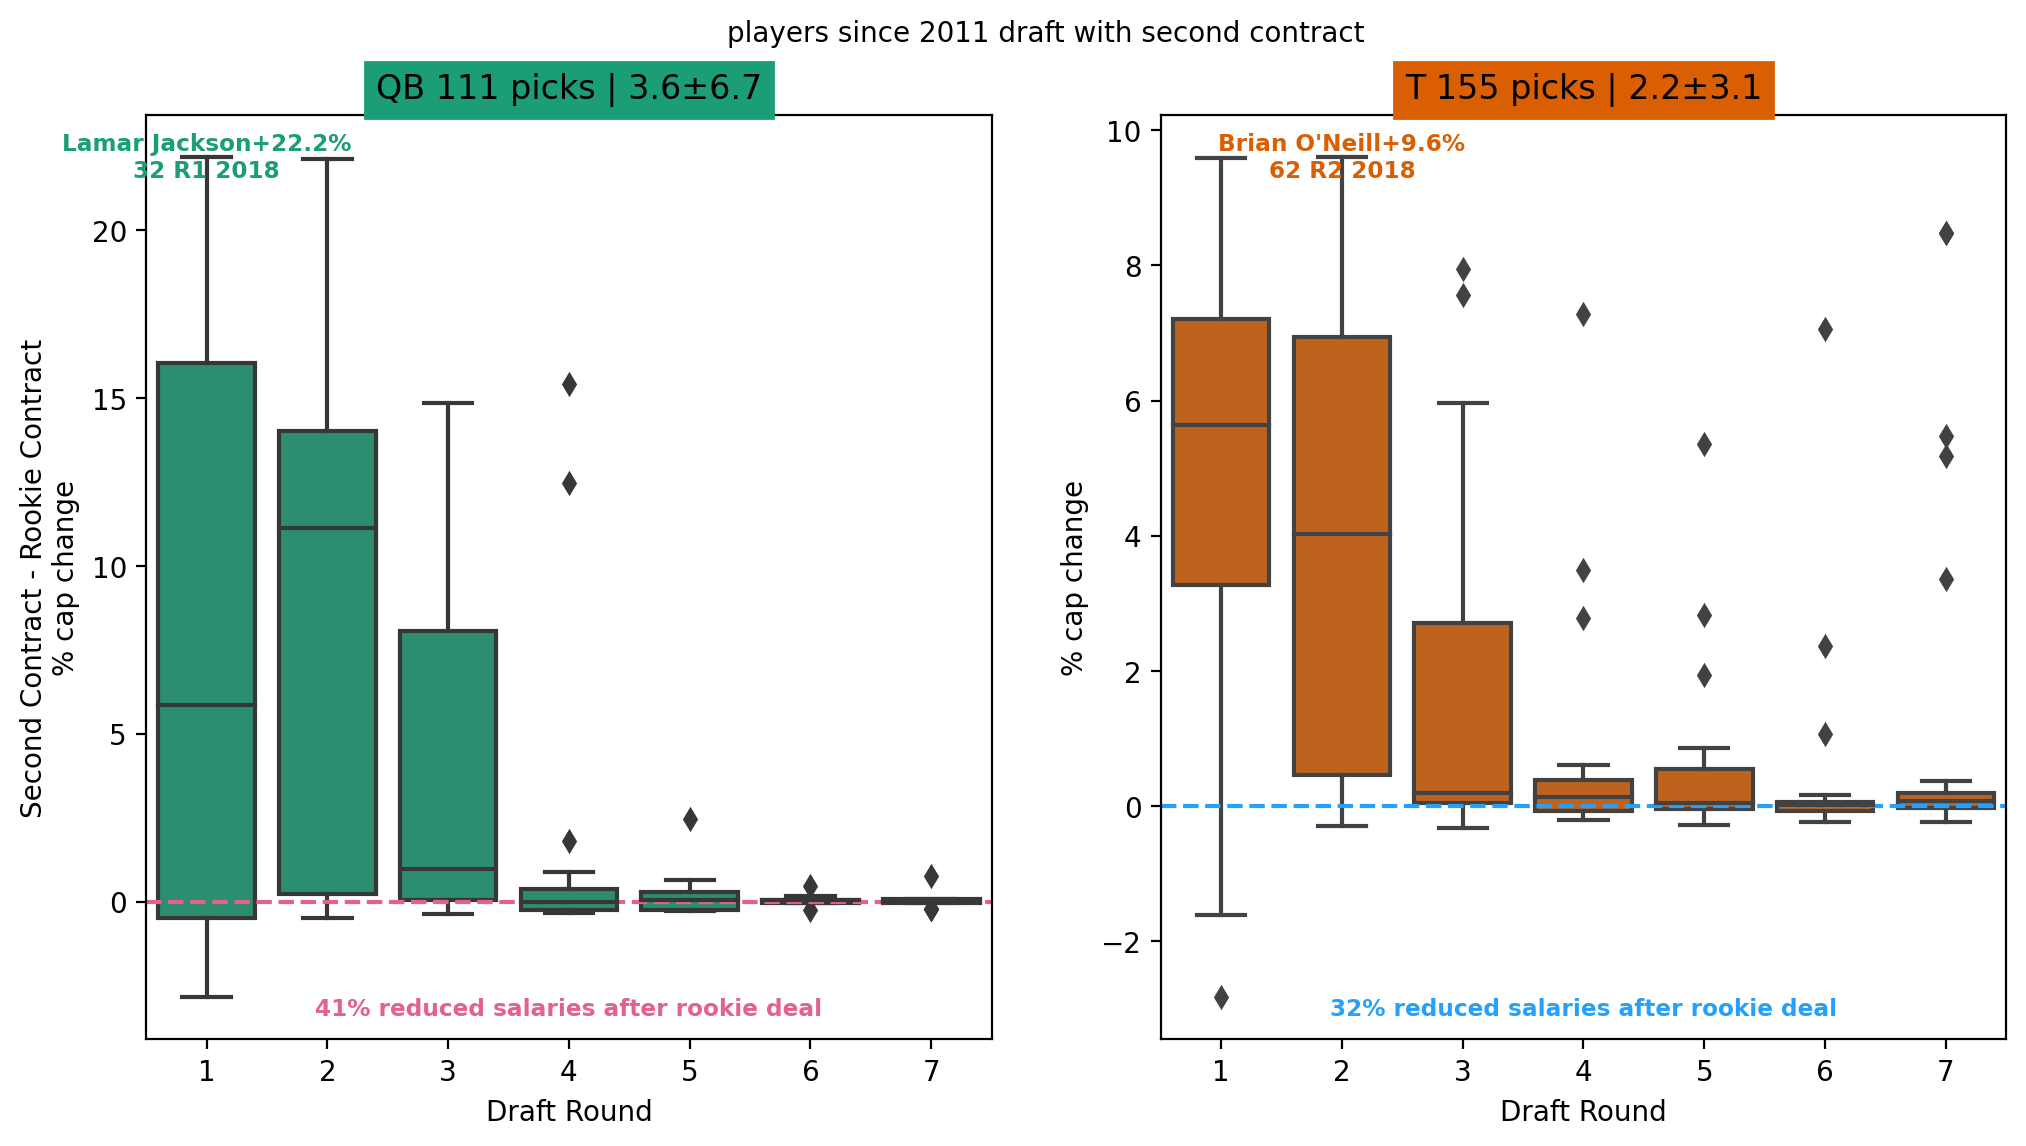 players since 2011 draft with second contract
QB 111 picks | 3.6±6.7
Lamar Jackson+22.2%
32 R1 2018
Second Contract - Rookie Contract
% cap change
20
15
10
5
0
41% reduced salaries after rookie deal
1 2 3 4 5 6 7
Draft Round
T 155 picks | 2.2±3.1
Brian O'Neill+9.6%
62 R2 2018
% cap change
10
8
6
4
2
0
−2
32% reduced salaries after rookie deal
1 2 3 4 5 6 7
Draft Round